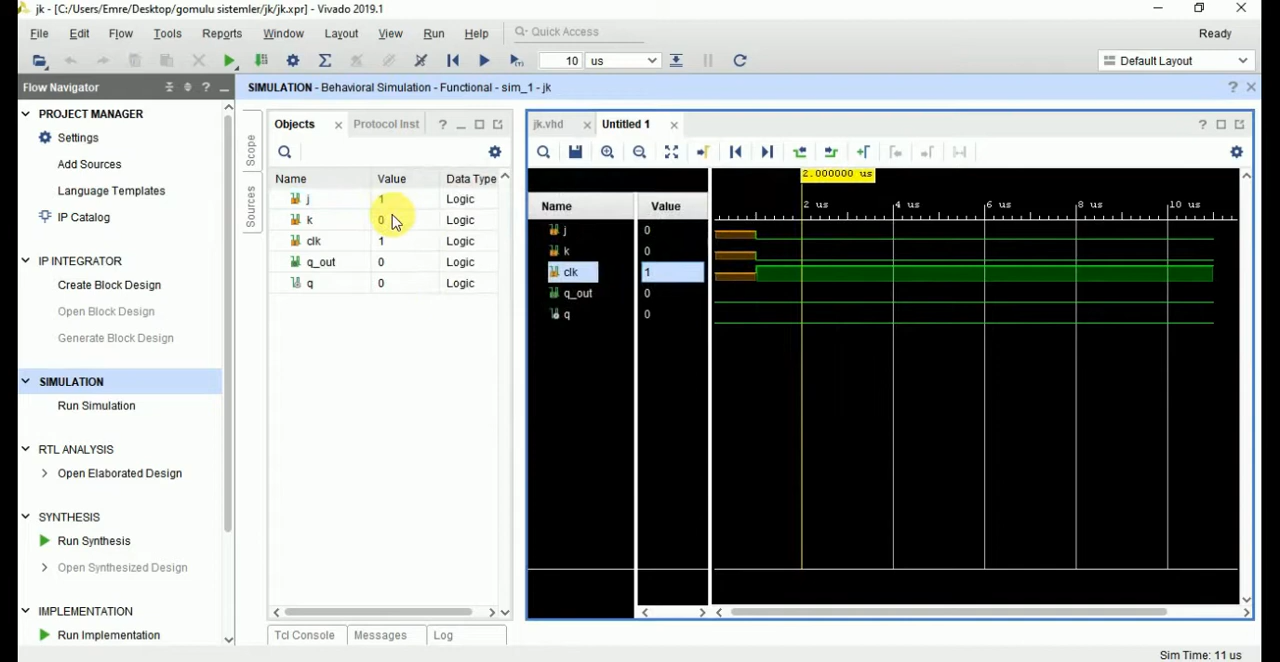 jk - [C:/Users/Emre/Desktop/gomulu sistemler/jk/jk.xpr] - Vivado 2019.1
File Edit Flow Tools Reports Window Layout View Run Help Quick Access Ready
10 us Default Layout
Flow Navigator
PROJECT MANAGER
Settings
Add Sources
Language Templates
IP Catalog
IP INTEGRATOR
Create Block Design
Open Block Design
Generate Block Design
SIMULATION
Run Simulation
RTL ANALYSIS
Open Elaborated Design
SYNTHESIS
Run Synthesis
Open Synthesized Design
IMPLEMENTATION
Run Implementation
SIMULATION - Behavioral Simulation - Functional - sim_1 - jk
Scope
Sources
Objects Protocol Inst
Name Value Data Type
j 1 Logic
k 0 Logic
clk 1 Logic
q_out 0 Logic
q 0 Logic
jk.vhd Untitled 1
2.000000 us
Name Value 2 us 4 us 6 us 8 us 10 us
j 0
k 0
clk 1
q_out 0
q 0
Tcl Console Messages Log
Sim Time: 11 us